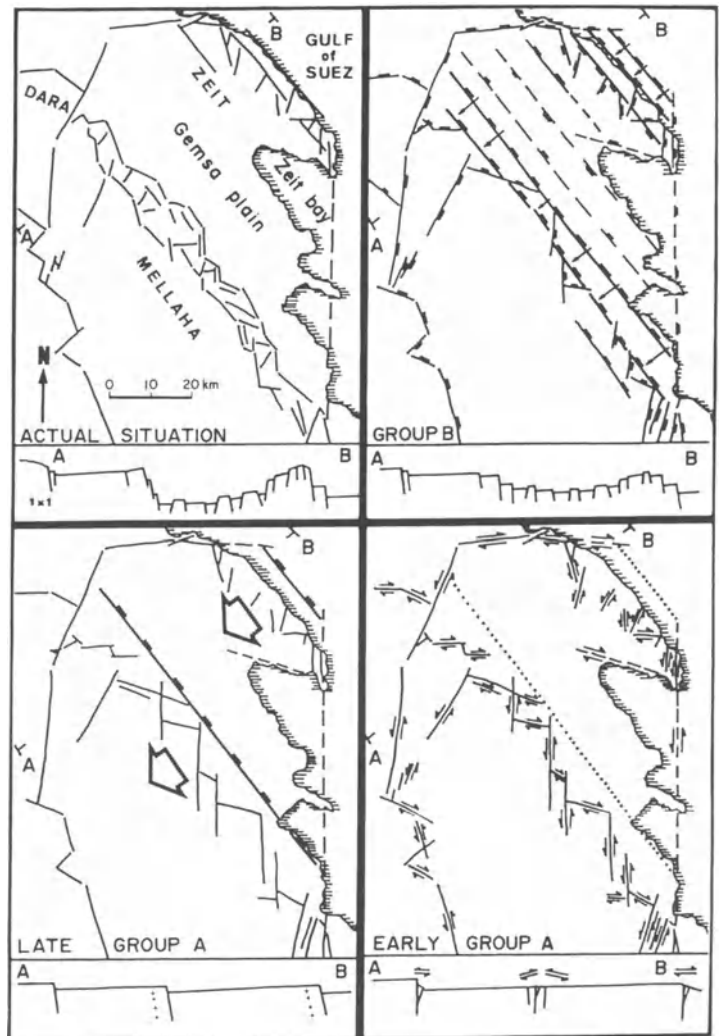 B
GULF
of
SUEZ
ZEIT
DARA
Gemsa plain
Zeit bay
A
MELLAHA
N
0 10 20 km
ACTUAL SITUATION
A B
1×1
B
A
GROUP B
A B
B
A
LATE GROUP A
A B
B
A
EARLY GROUP A
A B